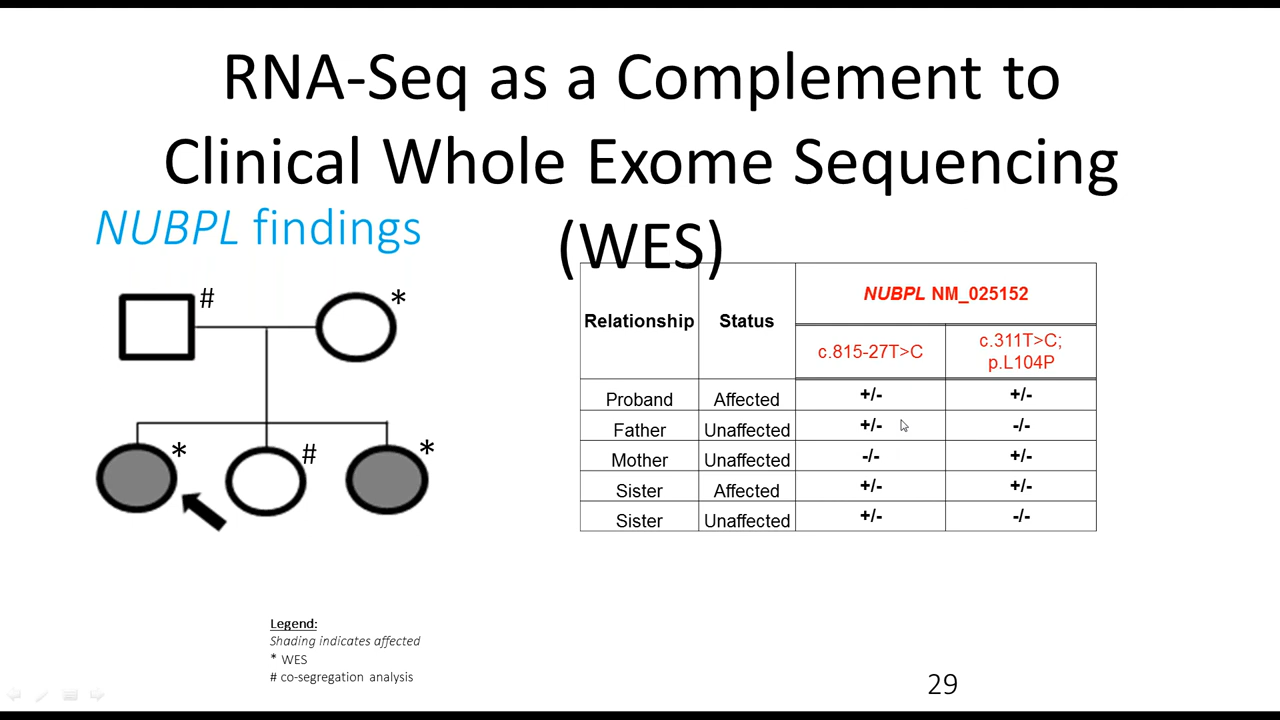 RNA-Seq as a Complement to
Clinical Whole Exome Sequencing
(WES)
NUBPL findings
#
*
*
#
*
Relationship Status NUBPL NM_025152
c.815-27T>C c.311T>C;
p.L104P
Proband Affected +/- +/-
Father Unaffected +/- -/-
Mother Unaffected -/- +/-
Sister Affected +/- +/-
Sister Unaffected +/- -/-
Legend:
Shading indicates affected
* WES
# co-segregation analysis
29